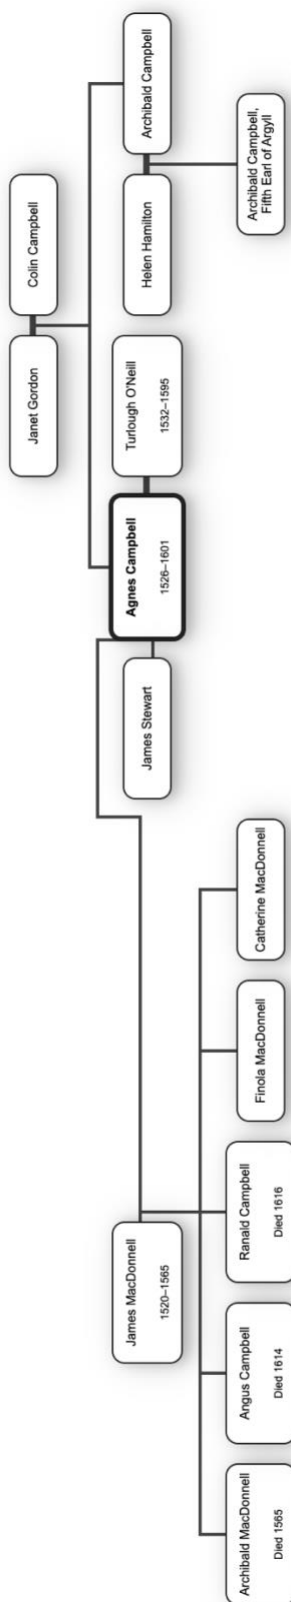 Janet Gordon
Colin Campbell
James MacDonnell
1520–1565
James Stewart
Agnes Campbell
1526–1601
Turlough O'Neill
1532–1595
Helen Hamilton
Archibald Campbell
Archibald MacDonnell
Died 1565
Angus Campbell
Died 1614
Ranald Campbell
Died 1616
Finola MacDonnell
Catherine MacDonnell
Archibald Campbell,
Fifth Earl of Argyll